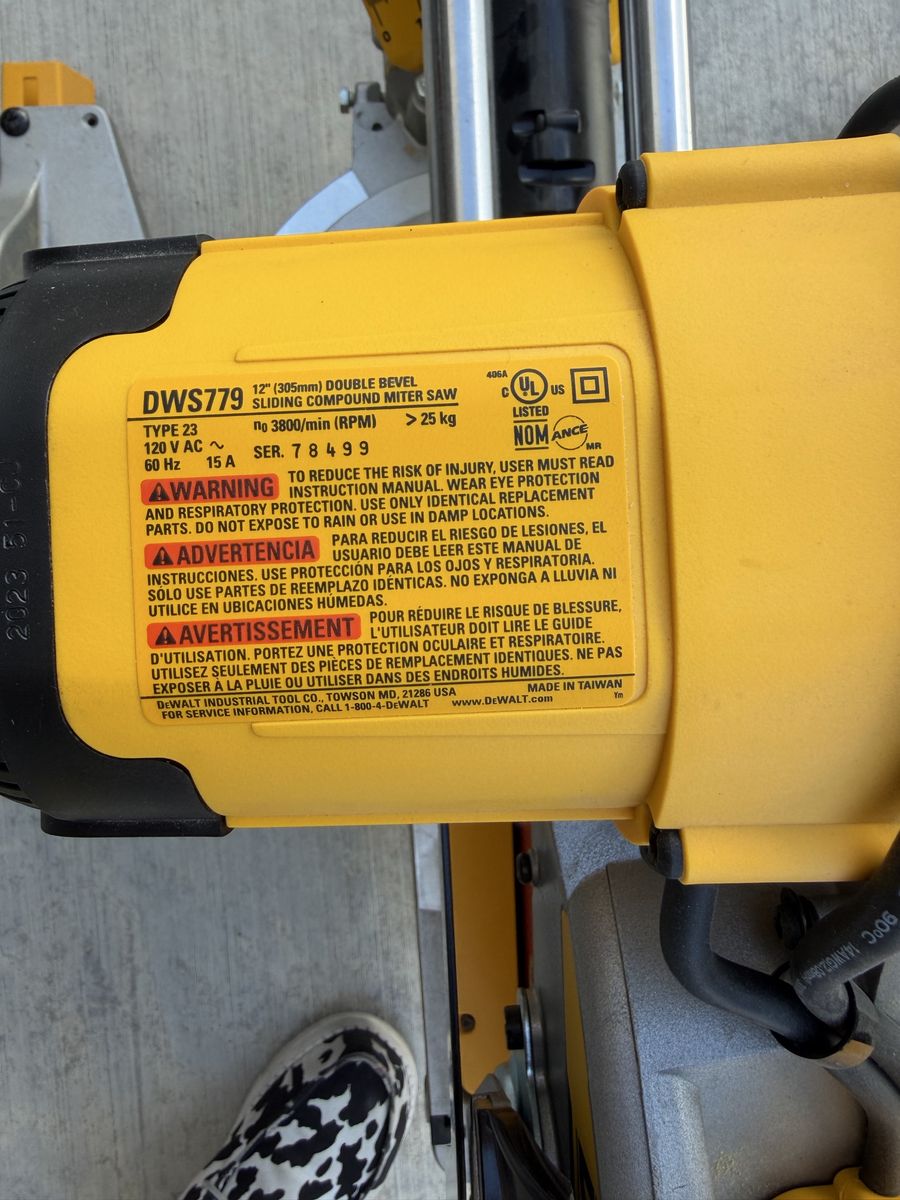 DWS779 12" (305mm) DOUBLE BEVEL
SLIDING COMPOUND MITER SAW
406A
C UL US
LISTED
NOM ANCE MR
TYPE 23 n0 3800/min (RPM) > 25 kg
120 V AC ~ SER. 78499
60 Hz 15 A
WARNING TO REDUCE THE RISK OF INJURY, USER MUST READ
INSTRUCTION MANUAL. WEAR EYE PROTECTION
AND RESPIRATORY PROTECTION. USE ONLY IDENTICAL REPLACEMENT
PARTS. DO NOT EXPOSE TO RAIN OR USE IN DAMP LOCATIONS.
ADVERTENCIA PARA REDUCIR EL RIESGO DE LESIONES, EL
USUARIO DEBE LEER ESTE MANUAL DE
INSTRUCCIONES. USE PROTECCIÓN PARA LOS OJOS Y RESPIRATORIA.
SÓLO USE PARTES DE REEMPLAZO IDÉNTICAS. NO EXPONGA A LLUVIA NI
UTILICE EN UBICACIONES HÚMEDAS.
AVERTISSEMENT POUR RÉDUIRE LE RISQUE DE BLESSURE,
L'UTILISATEUR DOIT LIRE LE GUIDE
D'UTILISATION. PORTEZ UNE PROTECTION OCULAIRE ET RESPIRATOIRE.
UTILISEZ SEULEMENT DES PIÈCES DE REMPLACEMENT IDENTIQUES. NE PAS
EXPOSER À LA PLUIE OU UTILISER DANS DES ENDROITS HUMIDES.
DEWALT INDUSTRIAL TOOL CO., TOWSON MD, 21286 USA MADE IN TAIWAN
FOR SERVICE INFORMATION, CALL 1-800-4-DEWALT www.DEWALT.com Ym
2023 51-CU
90°C
14AWG